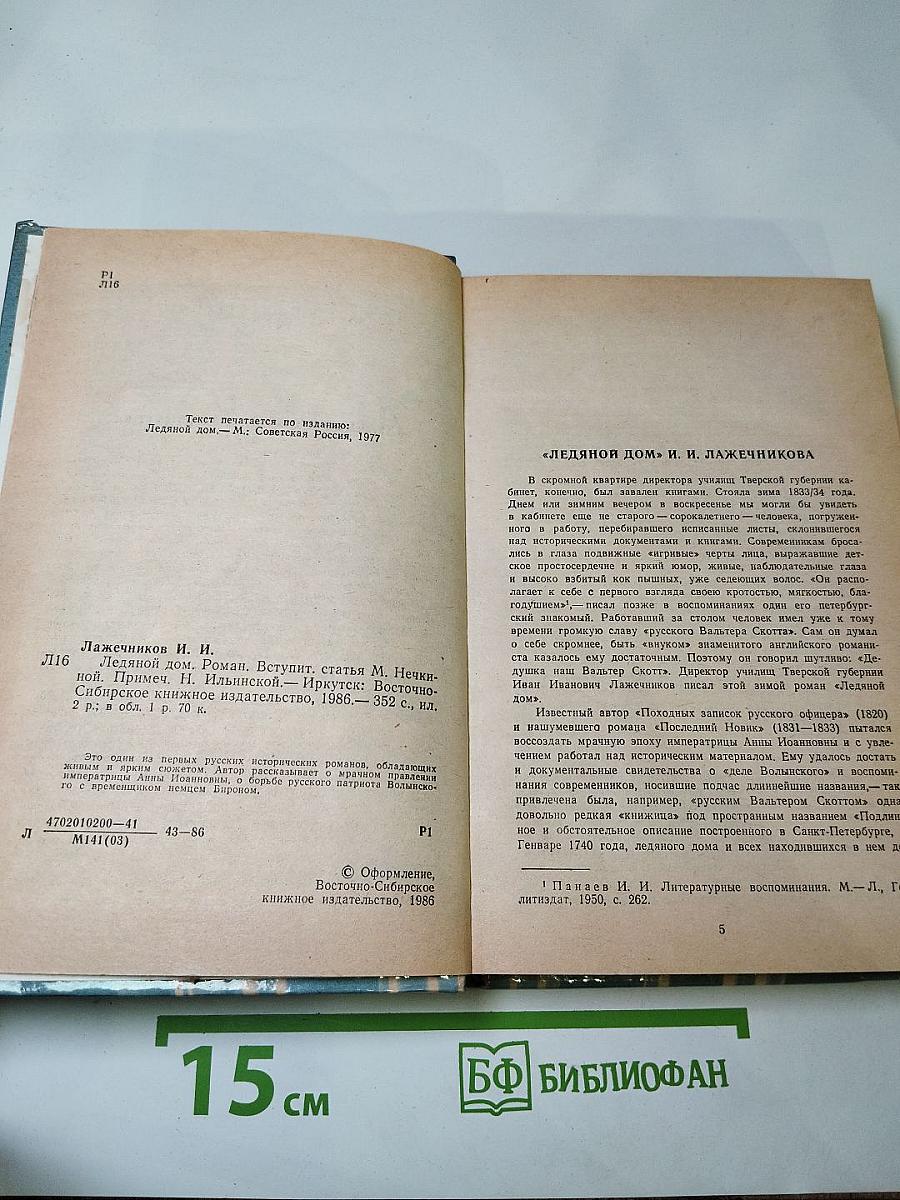 Р1
Л16
Текст печатается по изданию:
Ледяной дом.— М.: Советская Россия, 1977
Лажечников И. И.
Л16 Ледяной дом. Роман. Вступит. статья М. Нечки-
ной. Примеч. Н. Ильинской.— Иркутск: Восточно-
Сибирское книжное издательство, 1986.— 352 с., ил.
2 р.; в обл. 1 р. 70 к.
Это один из первых русских исторических романов, обладающих
живым и ярким сюжетом. Автор рассказывает о мрачном правлении
императрицы Анны Иоанновны, о борьбе русского патриота Волынско-
го с временщиком немцем Бироном.
Л 4702010200—41 43—86 Р1
М141(03)
© Оформление,
Восточно-Сибирское
книжное издательство, 1986
«ЛЕДЯНОЙ ДОМ» И. И. ЛАЖЕЧНИКОВА
В скромной квартире директора училищ Тверской губернии ка-
бинет, конечно, был завален книгами. Стояла зима 1833/34 года.
Днем или зимним вечером в воскресенье мы могли бы увидеть
в кабинете еще не старого — сорокалетнего — человека, погружен-
ного в работу, перебиравшего исписанные листы, склонившегося
над историческими документами и книгами. Современникам броса-
лись в глаза подвижные «игривые» черты лица, выражавшие дет-
ское простосердечие и яркий юмор, живые, наблюдательные глаза
и высоко взбитый кок пышных, уже седеющих волос. «Он распо-
лагает к себе с первого взгляда своею кротостью, мягкостью, бла-
годушием»¹,— писал позже в воспоминаниях один его петербург-
ский знакомый. Работавший за столом человек имел уже к тому
времени громкую славу «русского Вальтера Скотта». Сам он думал
о себе скромнее, быть «внуком» знаменитого английского романи-
ста казалось ему достаточным. Поэтому он говорил шутливо: «Де-
душка наш Вальтер Скотт». Директор училищ Тверской губернии
Иван Иванович Лажечников писал этой зимой роман «Ледяной
дом».
Известный автор «Походных записок русского офицера» (1820)
и нашумевшего романа «Последний Новик» (1831—1833) пытался
воссоздать мрачную эпоху императрицы Анны Иоанновны и с увле-
чением работал над историческим материалом. Ему удалось достать
и документальные свидетельства о «деле Волынского» и воспоми-
нания современников, носившие подчас длиннейшие названия,— так
привлечена была, например, «русским Вальтером Скоттом» одна
довольно редкая «книжица» под пространным названием «Подлин-
ное и обстоятельное описание построенного в Санкт-Петербурге,
Генваре 1740 года, ледяного дома и всех находившихся в нем до
¹ Панаев И. И. Литературные воспоминания. М.— Л., Го
литиздат, 1950, с. 262.
5
15 см
БФ БИБЛИОФАН